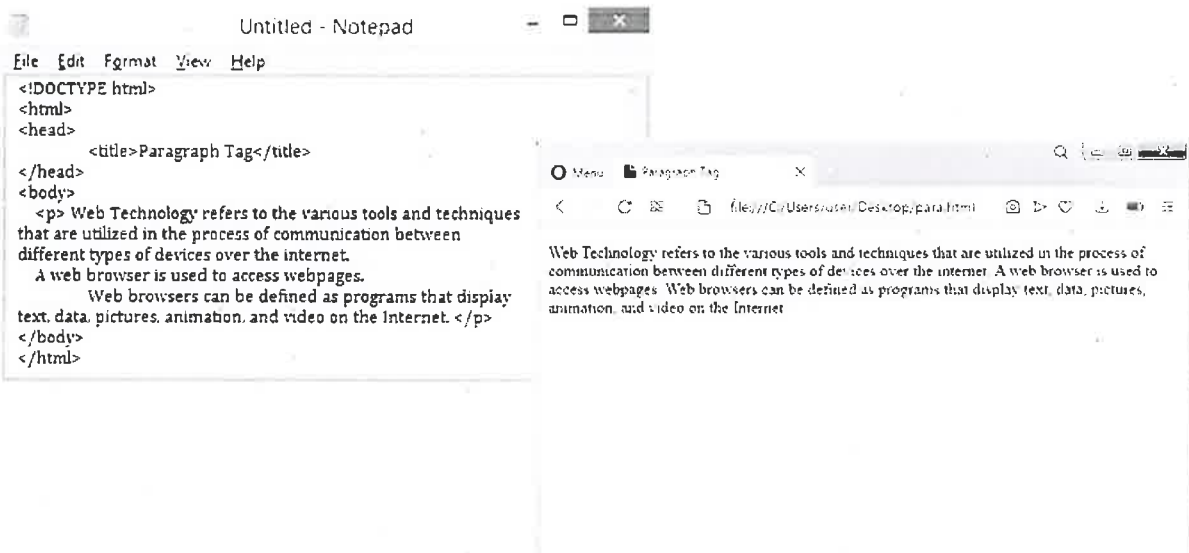 Untitled - Notepad
File Edit Format View Help
<!DOCTYPE html>
<html>
<head>
<title>Paragraph Tag</title>
</head>
<body>
<p> Web Technology refers to the various tools and techniques
that are utilized in the process of communication between
different types of devices over the internet.
A web browser is used to access webpages.
Web browsers can be defined as programs that display
text, data, pictures, animation, and video on the Internet. </p>
</body>
</html>
Menu Paragraph Tag
file:///C:/Users/user/Desktop/para.html
Web Technology refers to the various tools and techniques that are utilized in the process of
communication between different types of devices over the internet. A web browser is used to
access webpages. Web browsers can be defined as programs that display text, data, pictures,
animation, and video on the Internet